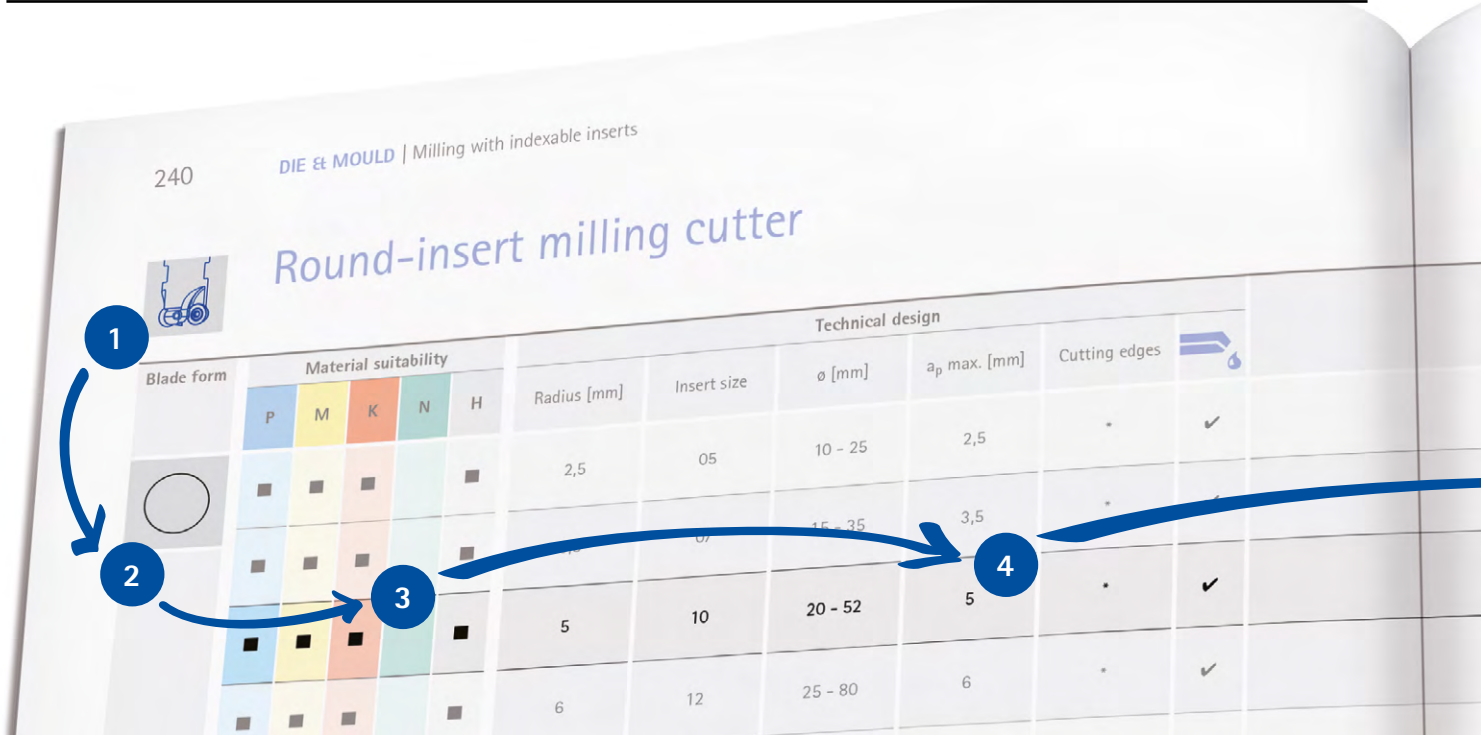 240
DIE & MOULD | Milling with indexable inserts
Round-insert milling cutter
1
Blade form
Material suitability
Technical design
P M K N H
Radius [mm] Insert size ø [mm] ap max. [mm] Cutting edges
2,5 05 10 - 25 2,5
15 - 35 3,5
2
3
4
5 10 20 - 52 5
6 12 25 - 80 6